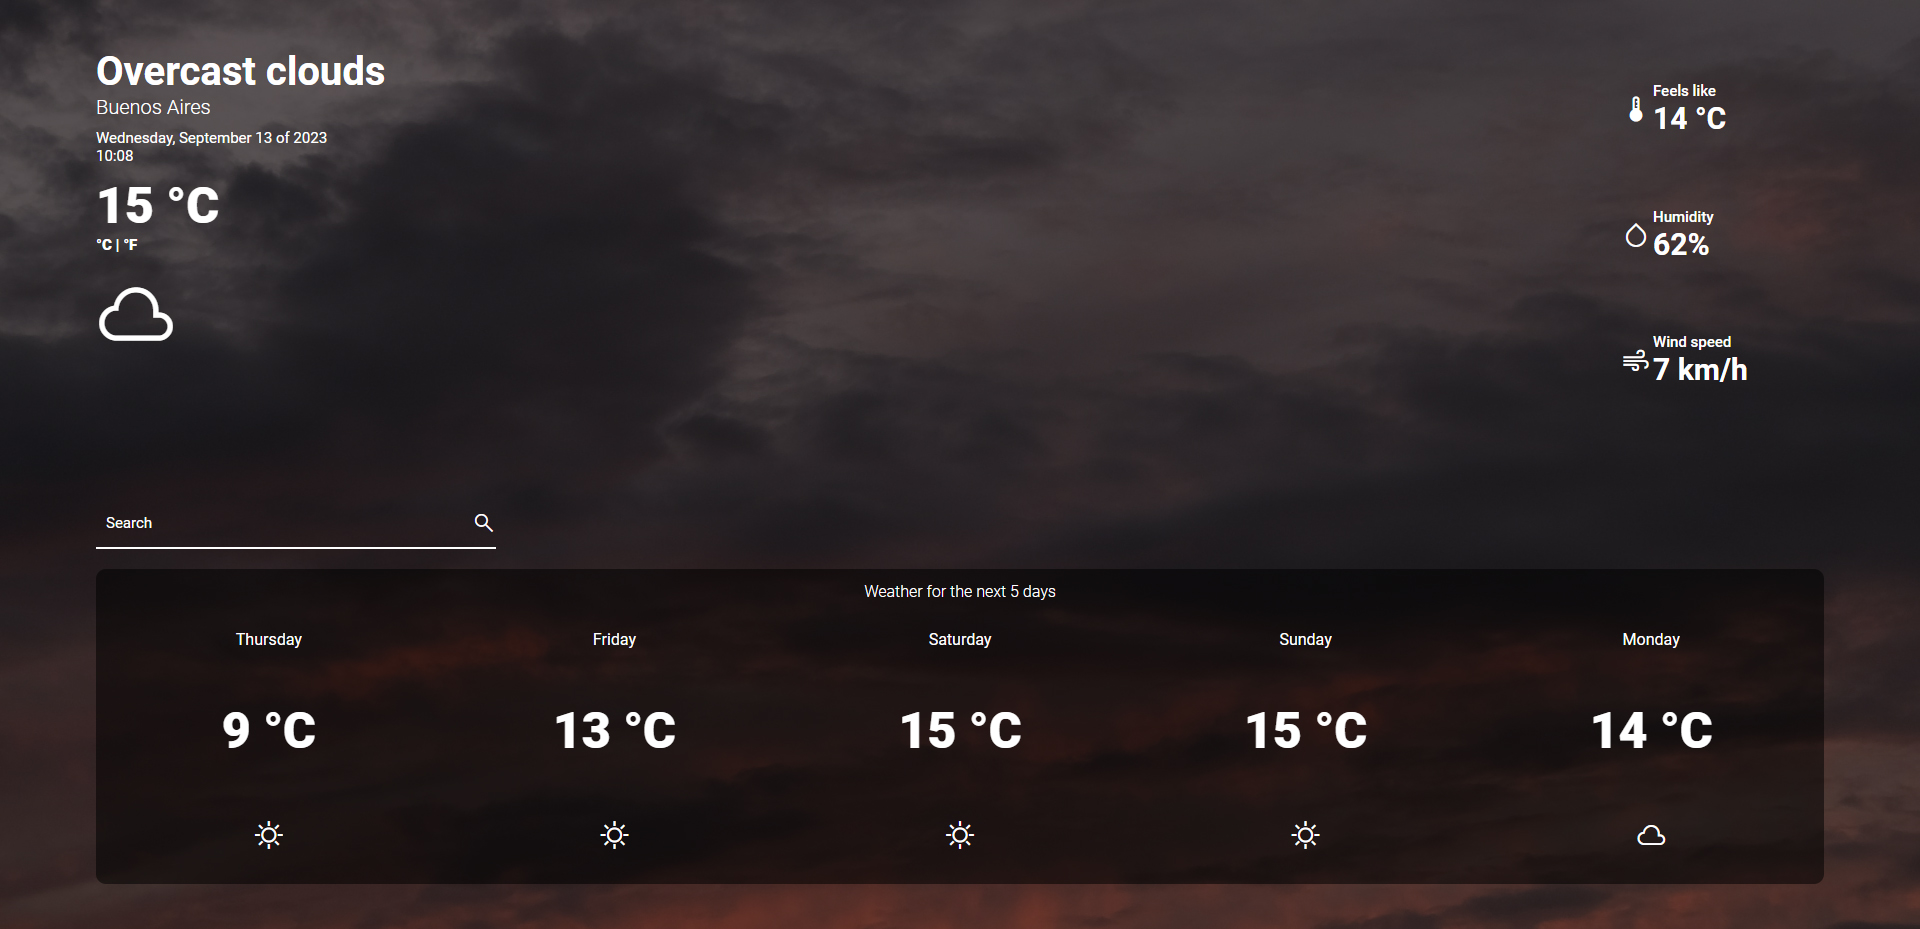 Overcast clouds
Buenos Aires
Wednesday, September 13 of 2023
10:08
15 °C
°C | °F
Feels like
14 °C
Humidity
62%
Wind speed
7 km/h
Search
Weather for the next 5 days
Thursday
9 °C
Friday
13 °C
Saturday
15 °C
Sunday
15 °C
Monday
14 °C